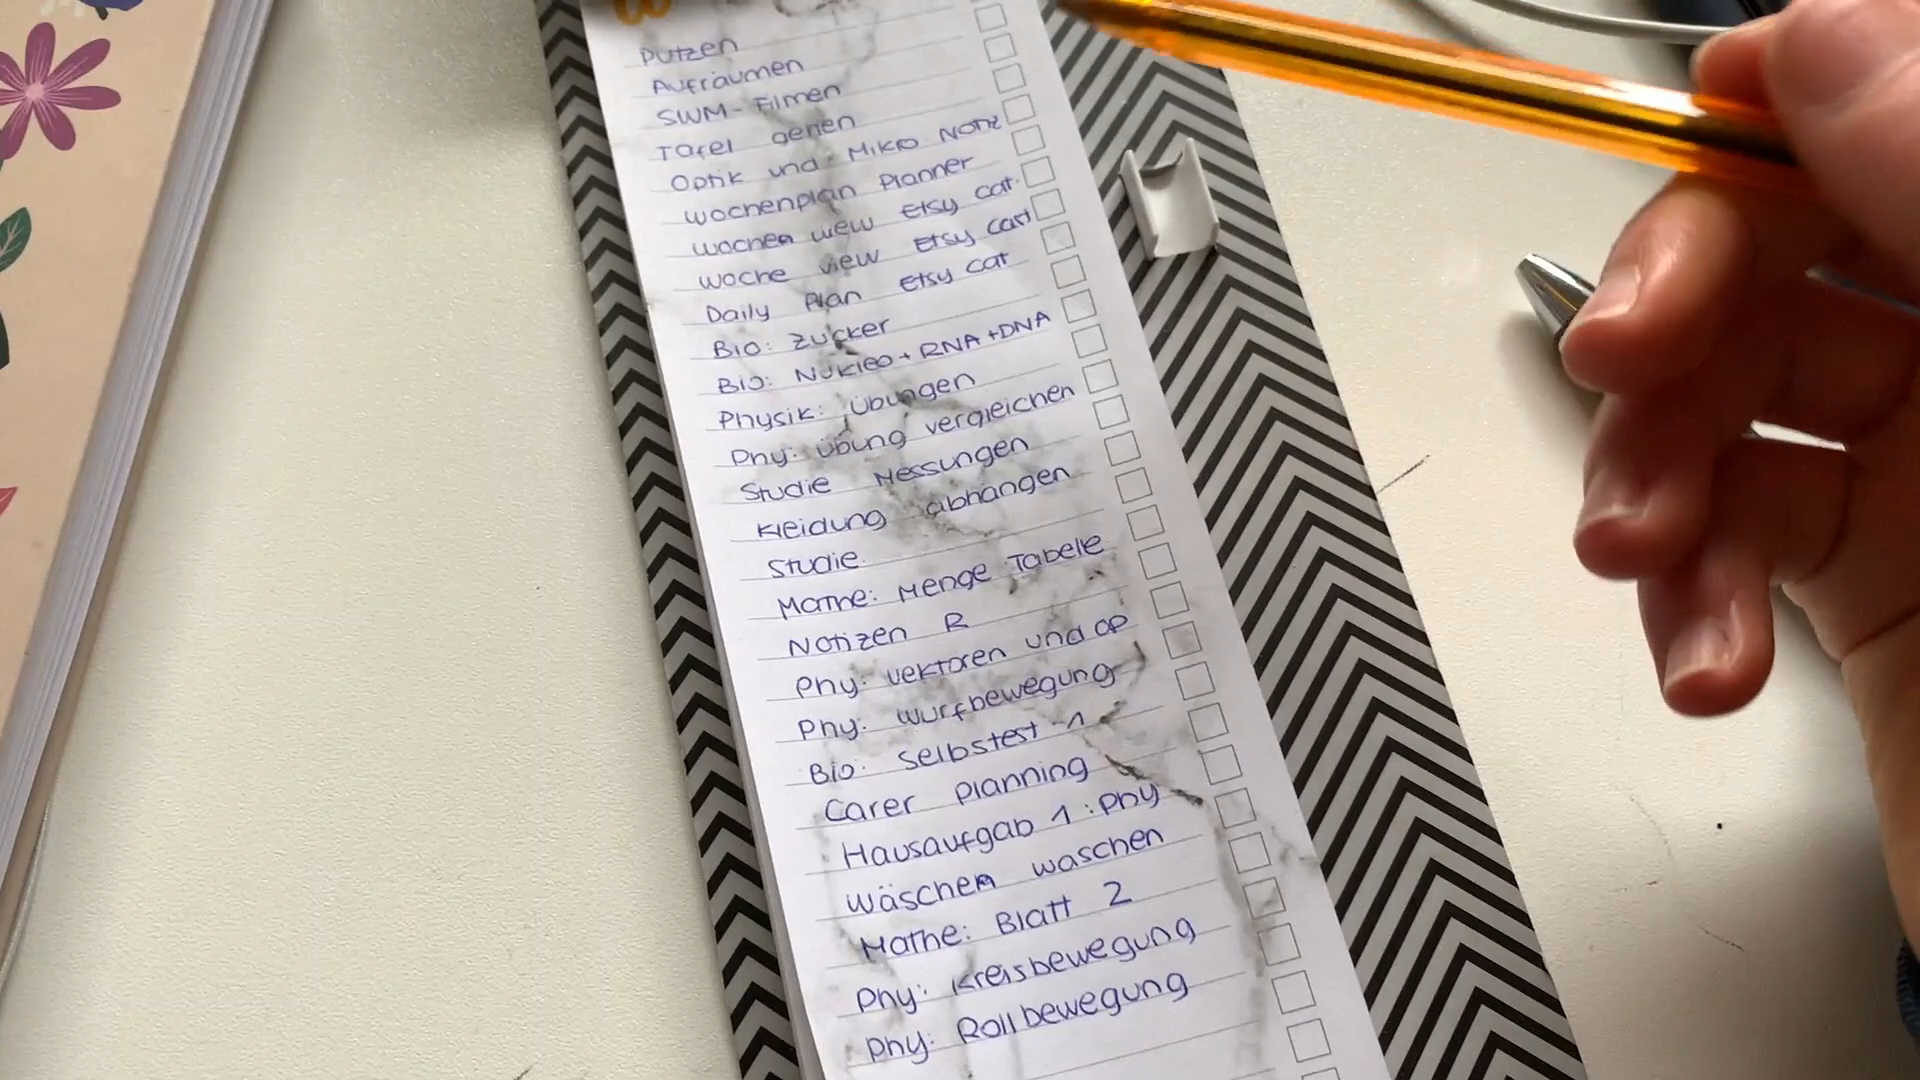 Putzen
Aufräumen
SWM-Filmen
Tafel gehen
Optik und Mikro Notiz
wochenplan Planner
wochen wew etsy cat.
woche view Etsy cart
Daily Plan etsy cat
Bio: Zucker
Bio: Nukleo + RNA + DNA
Physik: Übungen
Phy: Übung vergleichen
Studie Messungen
Kleidung abhängen
Studie
Mathe: Menge Tabelle
Notizen R
Phy: vektoren und op
Phy: wurfbewegung
Bio: Selbstest 1
Carer Planning
Hausaufgab 1: Phy
wäschen waschen
Mathe: Blatt 2
Phy: Kreisbewegung
Phy: Rollbewegung